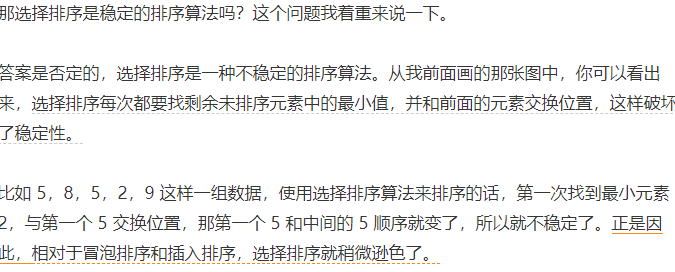 那选择排序是稳定的排序算法吗？这个问题我着重来说一下。
答案是否定的，选择排序是一种不稳定的排序算法。从我前面画的那张图中，你可以看出
来，选择排序每次都要找剩余未排序元素中的最小值，并和前面的元素交换位置，这样破坏
了稳定性。
比如 5，8，5，2，9 这样一组数据，使用选择排序算法来排序的话，第一次找到最小元素
2，与第一个 5 交换位置，那第一个 5 和中间的 5 顺序就变了，所以就不稳定了。正是因
此，相对于冒泡排序和插入排序，选择排序就稍微逊色了。